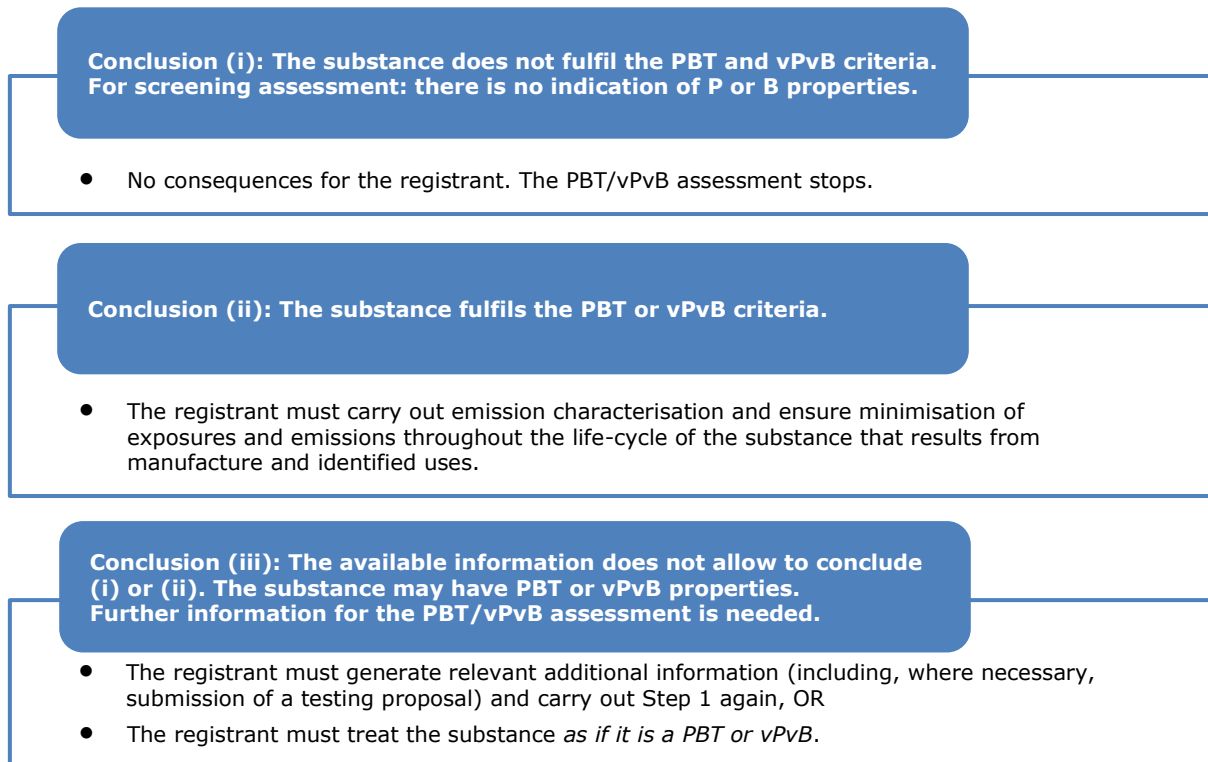 Conclusion (i): The substance does not fulfil the PBT and vPvB criteria.
For screening assessment: there is no indication of P or B properties.
• No consequences for the registrant. The PBT/vPvB assessment stops.
Conclusion (ii): The substance fulfils the PBT or vPvB criteria.
• The registrant must carry out emission characterisation and ensure minimisation of
exposures and emissions throughout the life-cycle of the substance that results from
manufacture and identified uses.
Conclusion (iii): The available information does not allow to conclude
(i) or (ii). The substance may have PBT or vPvB properties.
Further information for the PBT/vPvB assessment is needed.
• The registrant must generate relevant additional information (including, where necessary,
submission of a testing proposal) and carry out Step 1 again, OR
• The registrant must treat the substance as if it is a PBT or vPvB.